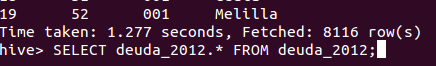 19 52 001 Melilla
Time taken: 1.277 seconds, Fetched: 8116 row(s)
hive> SELECT deuda_2012.* FROM deuda_2012;